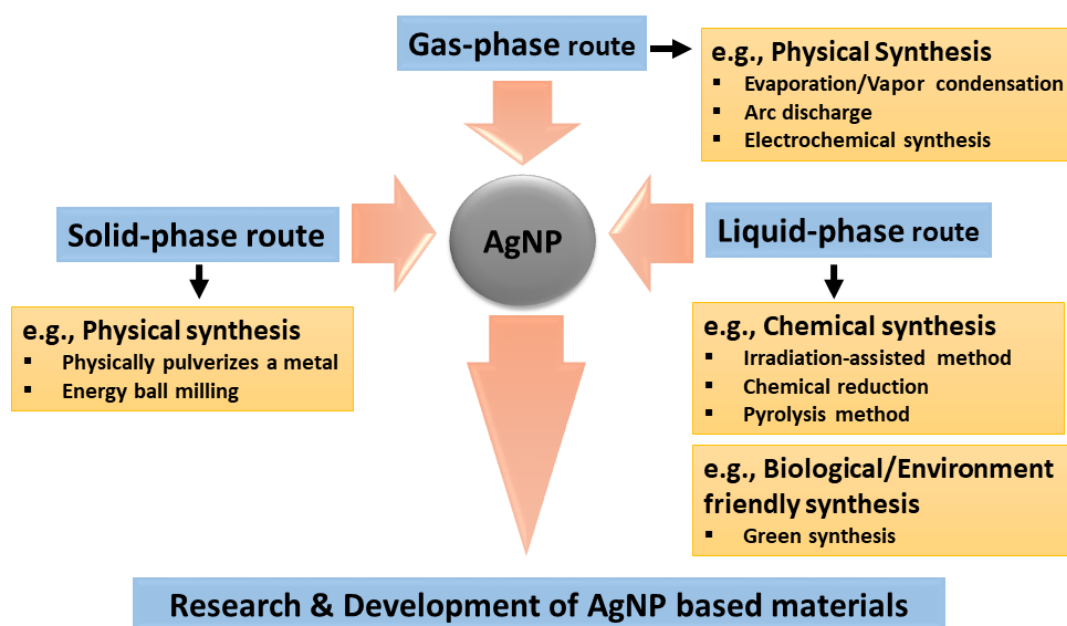 Gas-phase route
e.g., Physical Synthesis
▪ Evaporation/Vapor condensation
▪ Arc discharge
▪ Electrochemical synthesis
Solid-phase route
AgNP
Liquid-phase route
e.g., Physical synthesis
▪ Physically pulverizes a metal
▪ Energy ball milling
e.g., Chemical synthesis
▪ Irradiation-assisted method
▪ Chemical reduction
▪ Pyrolysis method
e.g., Biological/Environment
friendly synthesis
▪ Green synthesis
Research & Development of AgNP based materials